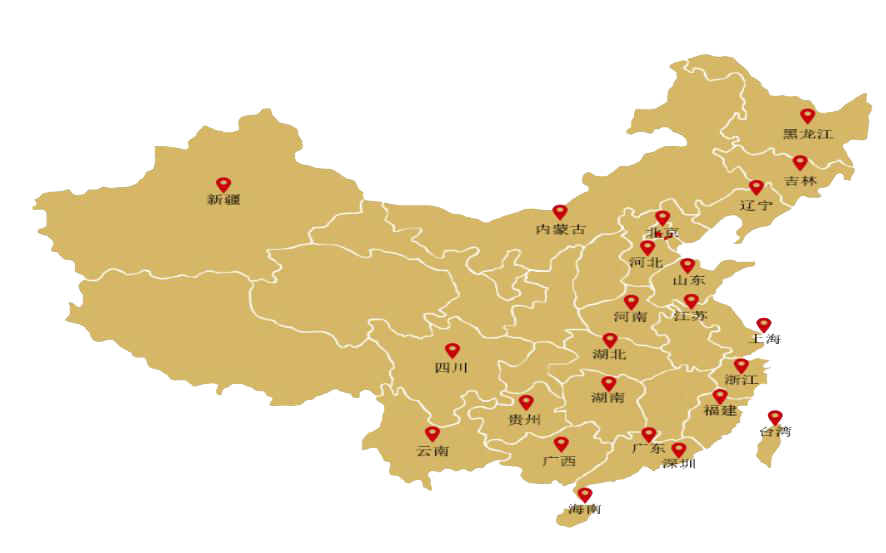 黑龙江
吉林
新疆
辽宁
内蒙古
北京
河北
山东
河南
江苏
上海
湖北
四川
浙江
湖南
福建
贵州
台湾
广东
云南
广西
深圳
海南